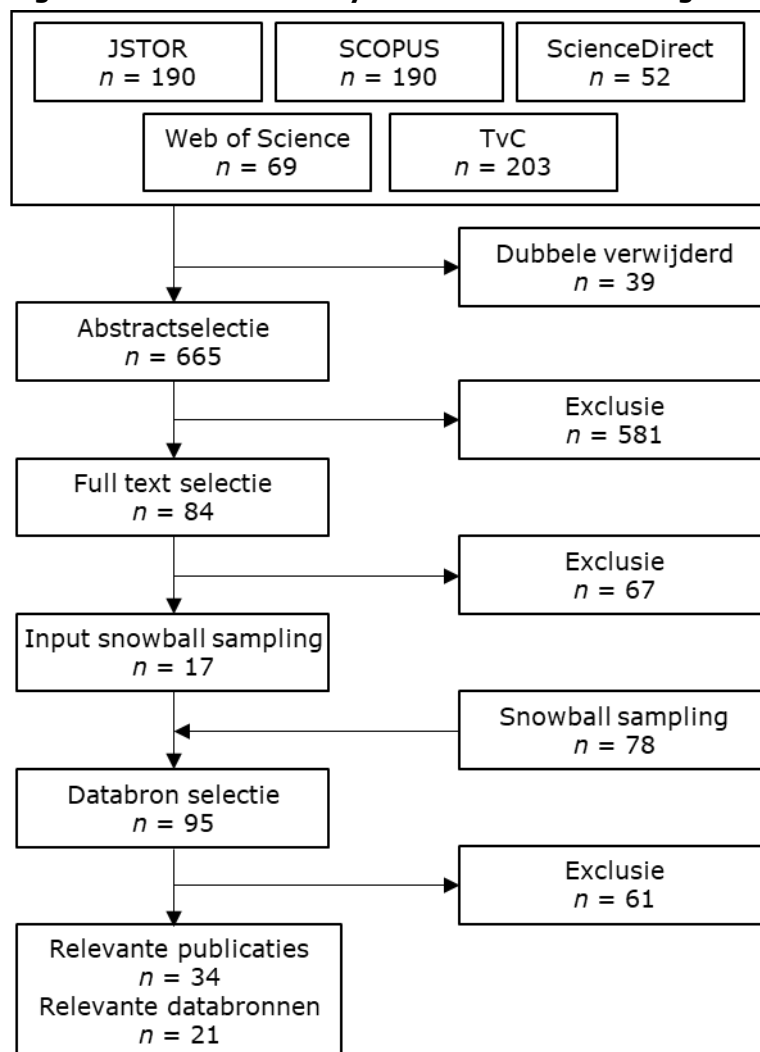 JSTOR
n = 190
SCOPUS
n = 190
ScienceDirect
n = 52
Web of Science
n = 69
TvC
n = 203
Dubbele verwijderd
n = 39
Abstractselectie
n = 665
Exclusie
n = 581
Full text selectie
n = 84
Exclusie
n = 67
Input snowball sampling
n = 17
Snowball sampling
n = 78
Databron selectie
n = 95
Exclusie
n = 61
Relevante publicaties
n = 34
Relevante databronnen
n = 21